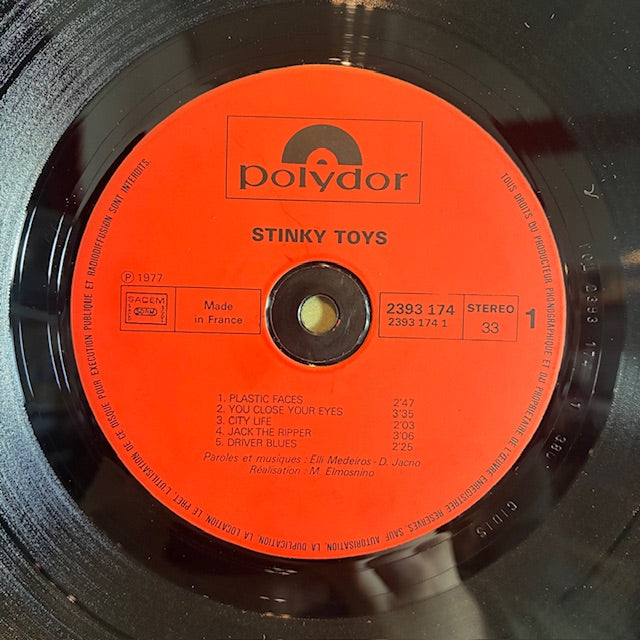 polydor
STINKY TOYS
Ⓟ 1977
SACEM
SDRM
Made
in France
2393 174
2393 174 1
STEREO
33
1
1. PLASTIC FACES 2'47
2. YOU CLOSE YOUR EYES 3'35
3. CITY LIFE 2'03
4. JACK THE RIPPER 3'06
5. DRIVER BLUES 2'25
Paroles et musiques : Elli Medeiros - D. Jacno
Réalisation : M. Elmosnino
TOUS DROITS DU PRODUCTEUR PHONOGRAPHIQUE ET DU PROPRIETAIRE DE L'ŒUVRE ENREGISTREE RESERVES. SAUF AUTORISATION, LA DUPLICATION, LA LOCATION, LE PRET, L'UTILISATION DE CE DISQUE POUR EXECUTION PUBLIQUE ET RADIODIFFUSION SONT INTERDITS.
CIDIS